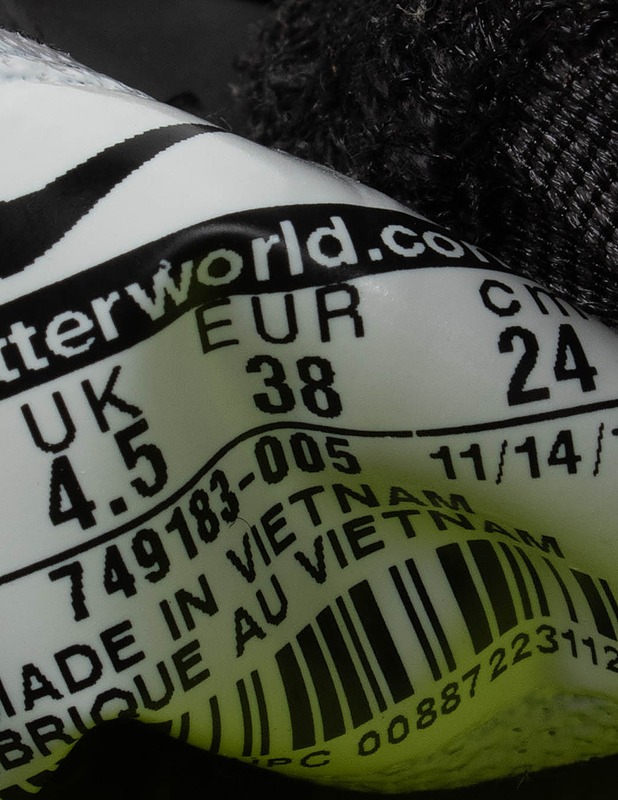 tterworld.co
UK EUR cm
4.5 38 24
749183-005 11/14/
MADE IN VIETNAM
BRIQUE AU VIETNAM
UPC 00887223112